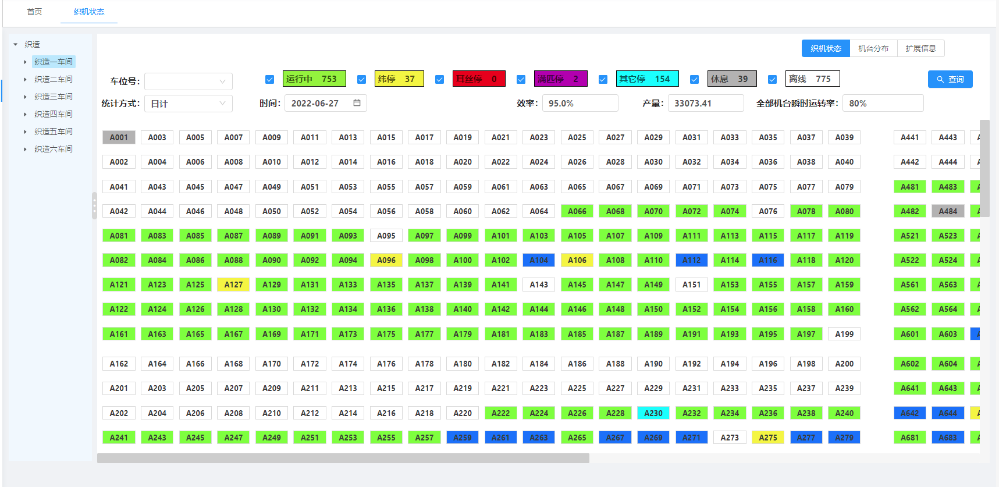 首页 织机状态
织造
织造一车间
织造二车间
织造三车间
织造四车间
织造五车间
织造六车间
织机状态 机台分布 扩展信息
车位号: 运行中 753 纬停 37 耳丝停 0 满匹停 2 其它停 154 休息 39 离线 775 查询
统计方式: 日计 时间: 2022-06-27 效率: 95.0% 产量: 33073.41 全部机台瞬时运转率: 80%
A001 A003 A005 A007 A009 A011 A013 A015 A017 A019 A021 A023 A025 A027 A029 A031 A033 A035 A037 A039 A441 A443
A002 A004 A006 A008 A010 A012 A014 A016 A018 A020 A022 A024 A026 A028 A030 A032 A034 A036 A038 A040 A442 A444
A041 A043 A045 A047 A049 A051 A053 A055 A057 A059 A061 A063 A065 A067 A069 A071 A073 A075 A077 A079 A481 A483
A042 A044 A046 A048 A050 A052 A054 A056 A058 A060 A062 A064 A066 A068 A070 A072 A074 A076 A078 A080 A482 A484
A081 A083 A085 A087 A089 A091 A093 A095 A097 A099 A101 A103 A105 A107 A109 A111 A113 A115 A117 A119 A521 A523
A082 A084 A086 A088 A090 A092 A094 A096 A098 A100 A102 A104 A106 A108 A110 A112 A114 A116 A118 A120 A522 A524
A121 A123 A125 A127 A129 A131 A133 A135 A137 A139 A141 A143 A145 A147 A149 A151 A153 A155 A157 A159 A561 A563
A122 A124 A126 A128 A130 A132 A134 A136 A138 A140 A142 A144 A146 A148 A150 A152 A154 A156 A158 A160 A562 A564
A161 A163 A165 A167 A169 A171 A173 A175 A177 A179 A181 A183 A185 A187 A189 A191 A193 A195 A197 A199 A601 A603
A162 A164 A166 A168 A170 A172 A174 A176 A178 A180 A182 A184 A186 A188 A190 A192 A194 A196 A198 A200 A602 A604
A201 A203 A205 A207 A209 A211 A213 A215 A217 A219 A221 A223 A225 A227 A229 A231 A233 A235 A237 A239 A641 A643
A202 A204 A206 A208 A210 A212 A214 A216 A218 A220 A222 A224 A226 A228 A230 A232 A234 A236 A238 A240 A642 A644
A241 A243 A245 A247 A249 A251 A253 A255 A257 A259 A261 A263 A265 A267 A269 A271 A273 A275 A277 A279 A681 A683